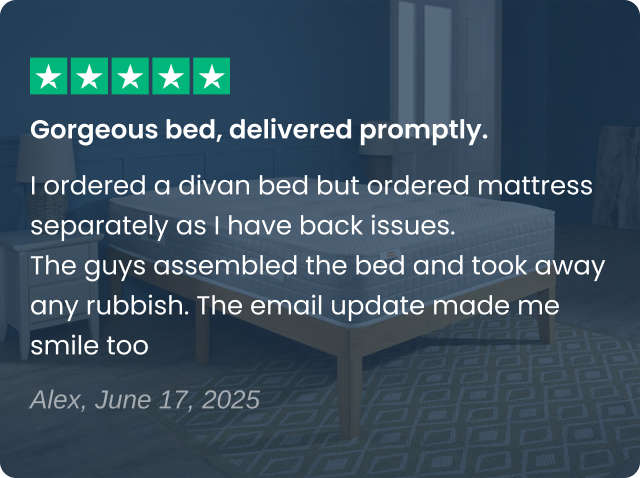 Gorgeous bed, delivered promptly.
I ordered a divan bed but ordered mattress
separately as I have back issues.
The guys assembled the bed and took away
any rubbish. The email update made me
smile too
Alex, June 17, 2025